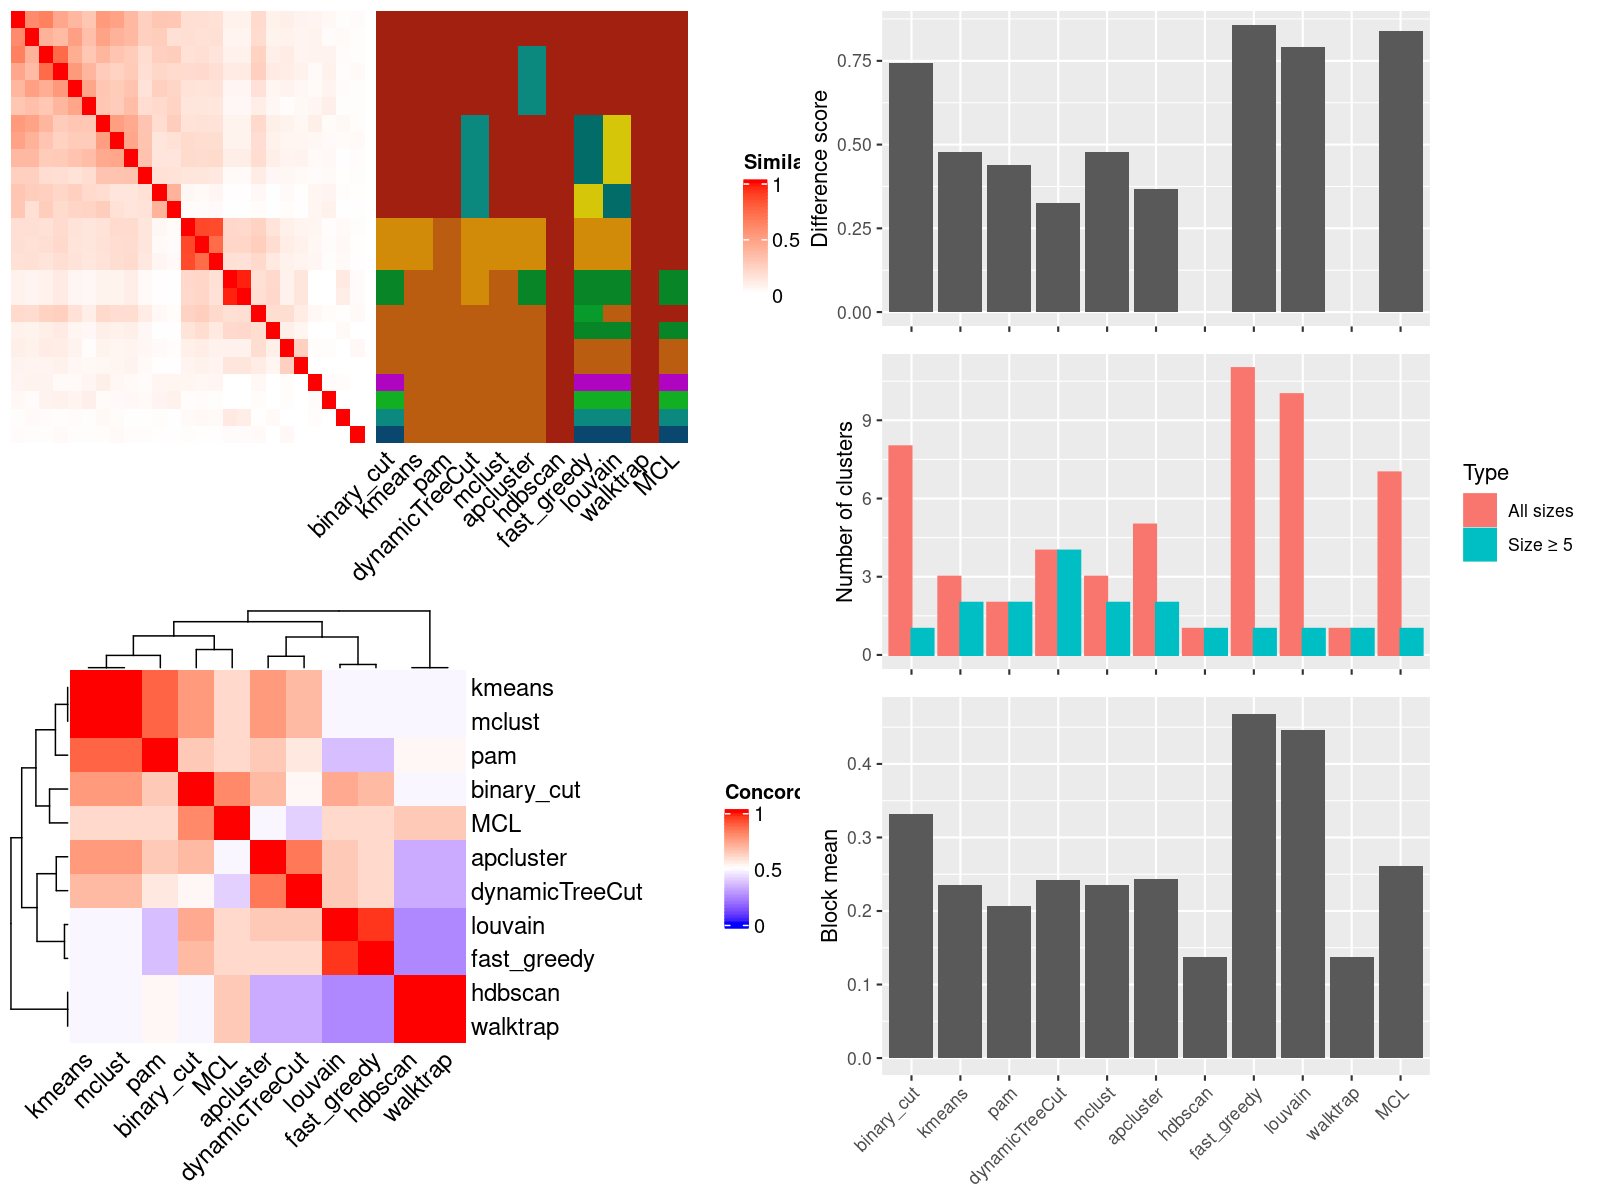 Simila
1
0.5
0
binary_cut
kmeans
pam
dynamicTreeCut
mclust
apcluster
hdbscan
fast_greedy
louvain
walktrap
MCL
kmeans
mclust
pam
binary_cut
MCL
apcluster
dynamicTreeCut
louvain
fast_greedy
hdbscan
walktrap
Concord
1
0.5
0
kmeans
mclust
pam
binary_cut
MCL
apcluster
dynamicTreeCut
louvain
fast_greedy
hdbscan
walktrap
Difference score
0.75
0.50
0.25
0.00
Number of clusters
9
6
3
0
Type
All sizes
Size ≥ 5
Block mean
0.4
0.3
0.2
0.1
0.0
binary_cut
kmeans
pam
dynamicTreeCut
mclust
apcluster
hdbscan
fast_greedy
louvain
walktrap
MCL